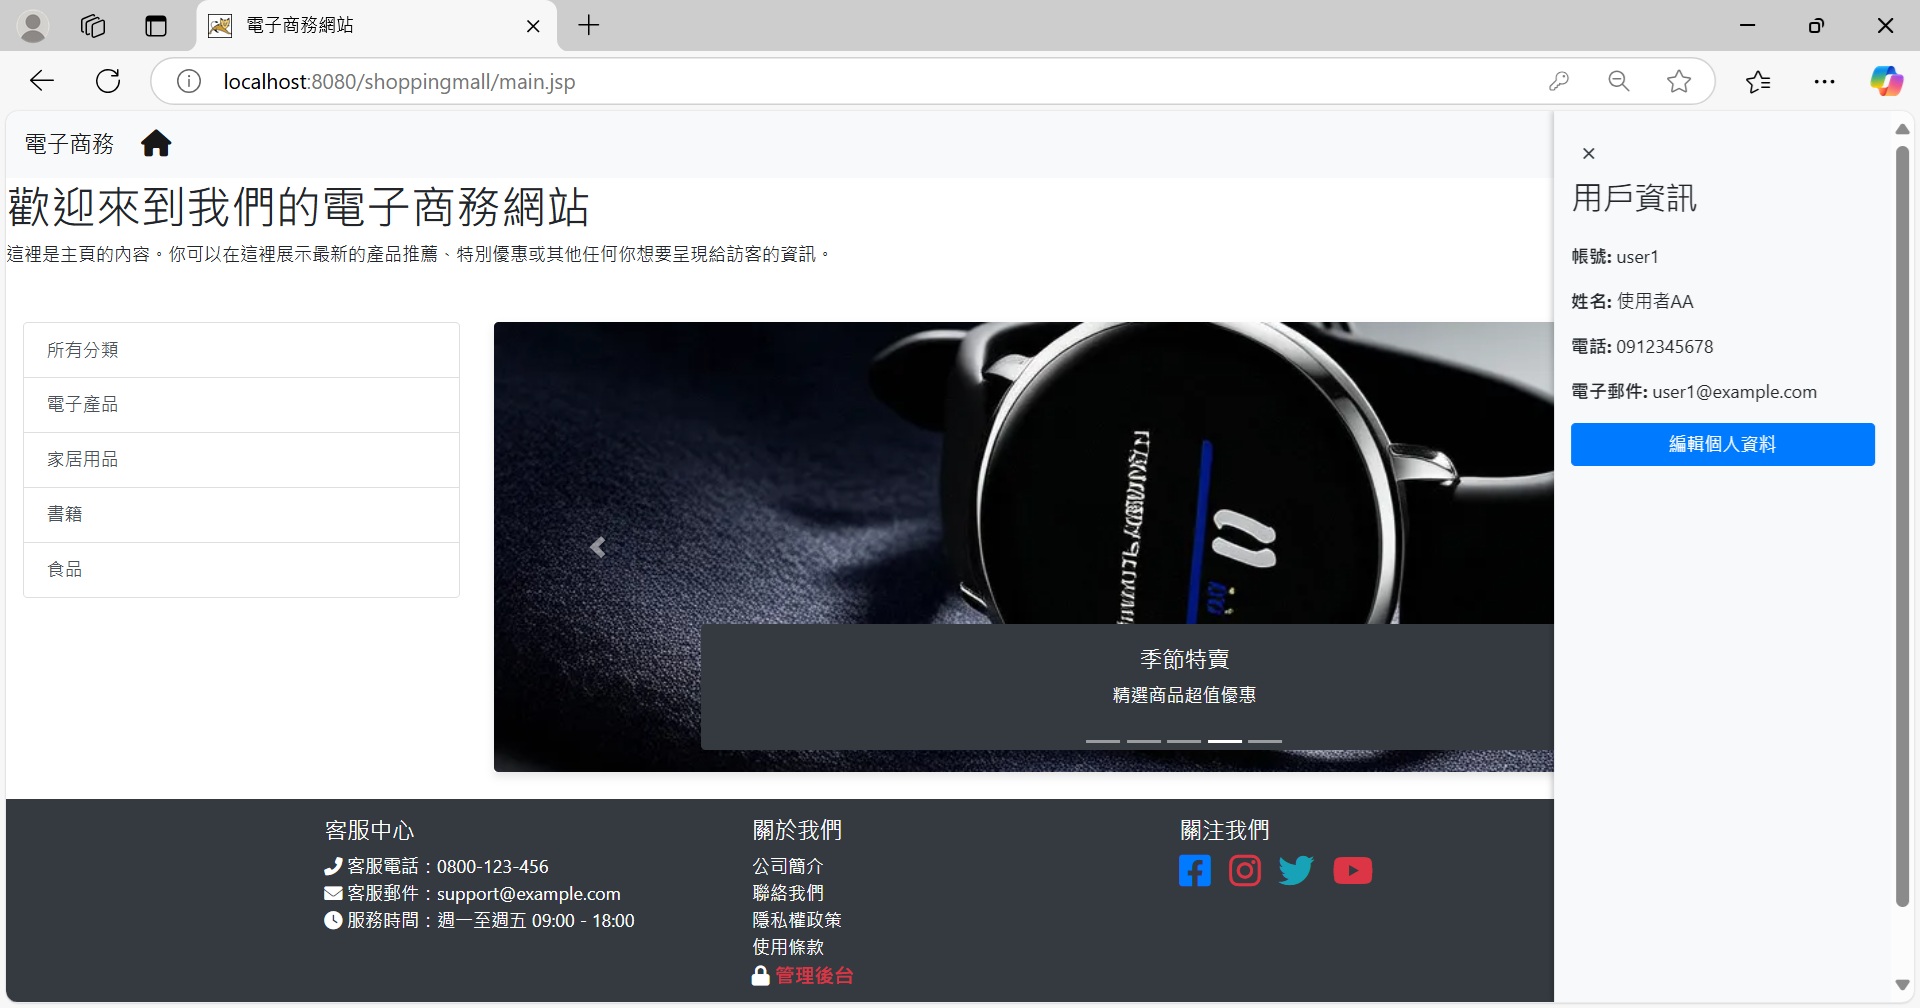 電子商務網站
localhost:8080/shoppingmall/main.jsp
電子商務
歡迎來到我們的電子商務網站
這裡是主頁的內容。你可以在這裡展示最新的產品推薦、特別優惠或其他任何你想要呈現給訪客的資訊。
所有分類
電子產品
家居用品
書籍
食品
季節特賣
精選商品超值優惠
用戶資訊
帳號: user1
姓名: 使用者AA
電話: 0912345678
電子郵件: user1@example.com
編輯個人資料
客服中心
客服電話：0800-123-456
客服郵件：support@example.com
服務時間：週一至週五 09:00 - 18:00
關於我們
公司簡介
聯絡我們
隱私權政策
使用條款
管理後台
關注我們